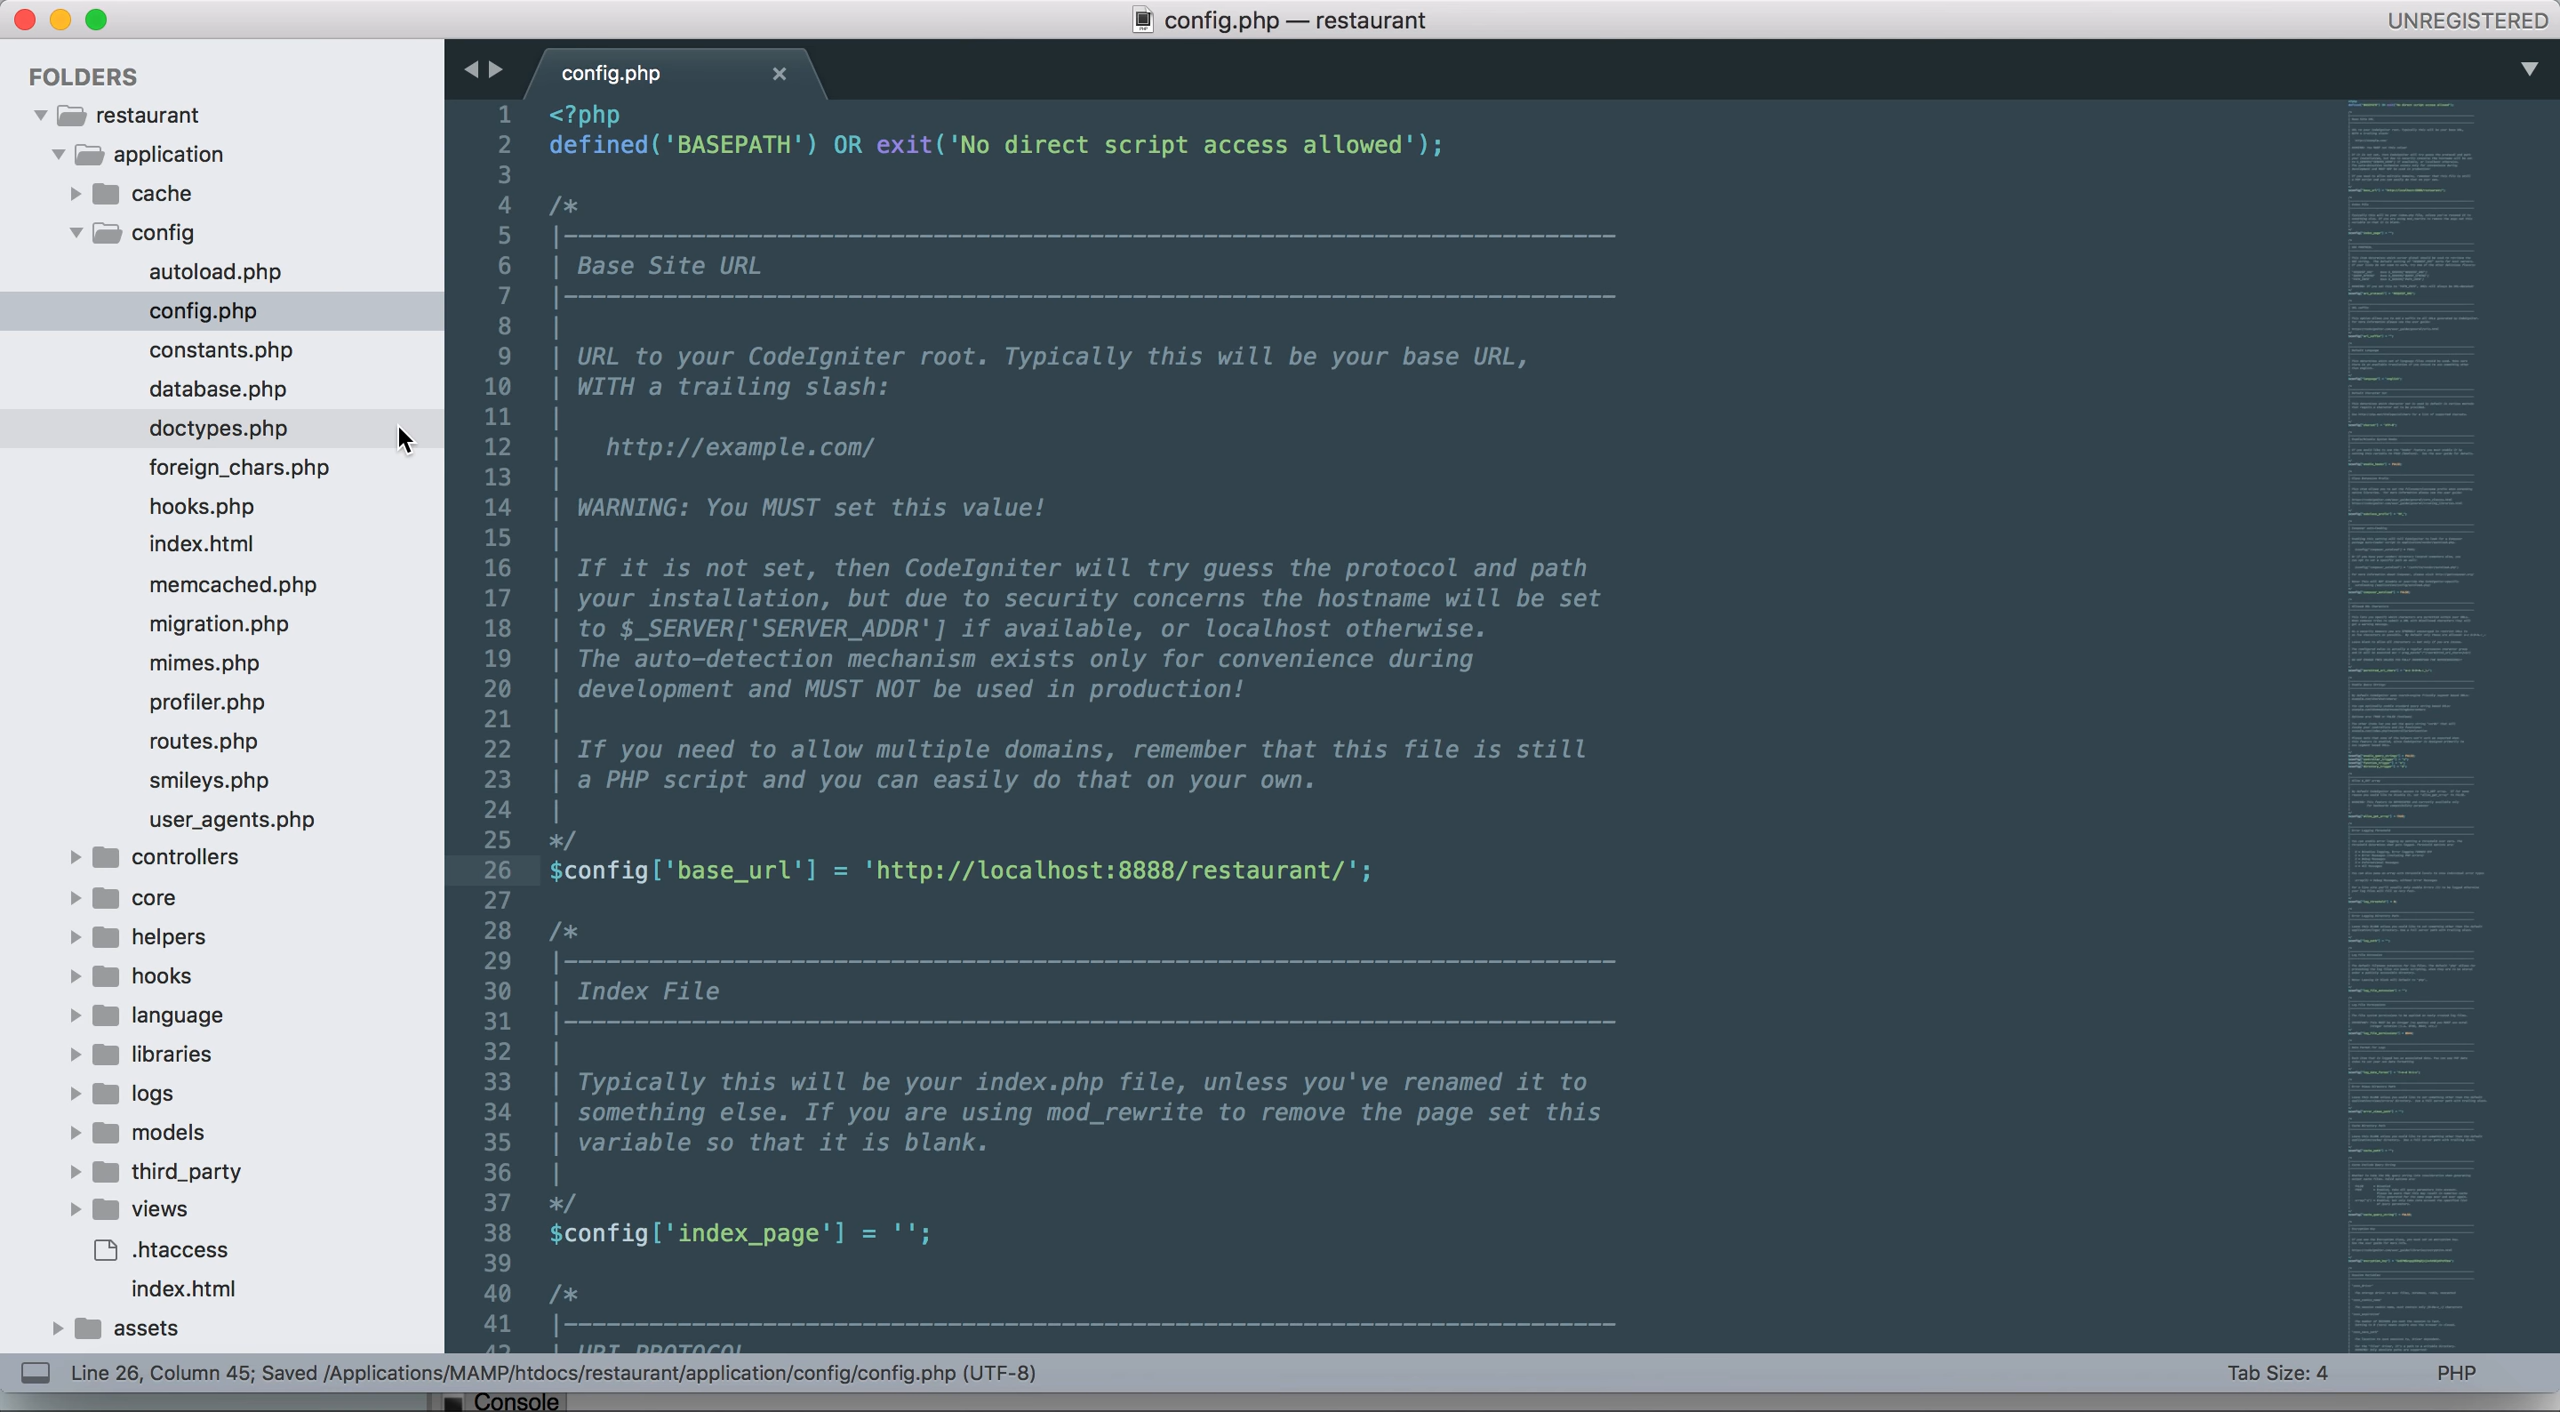 config.php — restaurant
UNREGISTERED
FOLDERS
restaurant
application
cache
config
autoload.php
config.php
constants.php
database.php
doctypes.php
foreign_chars.php
hooks.php
index.html
memcached.php
migration.php
mimes.php
profiler.php
routes.php
smileys.php
user_agents.php
controllers
core
helpers
hooks
language
libraries
logs
models
third_party
views
.htaccess
index.html
assets
config.php ×
1 <?php
2 defined('BASEPATH') OR exit('No direct script access allowed');
3
4 /*
5 |--------------------------------------------------------------------------
6 | Base Site URL
7 |--------------------------------------------------------------------------
8 |
9 | URL to your CodeIgniter root. Typically this will be your base URL,
10 | WITH a trailing slash:
11 |
12 | http://example.com/
13 |
14 | WARNING: You MUST set this value!
15 |
16 | If it is not set, then CodeIgniter will try guess the protocol and path
17 | your installation, but due to security concerns the hostname will be set
18 | to $_SERVER['SERVER_ADDR'] if available, or localhost otherwise.
19 | The auto-detection mechanism exists only for convenience during
20 | development and MUST NOT be used in production!
21 |
22 | If you need to allow multiple domains, remember that this file is still
23 | a PHP script and you can easily do that on your own.
24 |
25 */
26 $config['base_url'] = 'http://localhost:8888/restaurant/';
27
28 /*
29 |--------------------------------------------------------------------------
30 | Index File
31 |--------------------------------------------------------------------------
32 |
33 | Typically this will be your index.php file, unless you've renamed it to
34 | something else. If you are using mod_rewrite to remove the page set this
35 | variable so that it is blank.
36 |
37 */
38 $config['index_page'] = '';
39
40 /*
41 |--------------------------------------------------------------------------
42 | URI PROTOCOL
Line 26, Column 45; Saved /Applications/MAMP/htdocs/restaurant/application/config/config.php (UTF-8)
Tab Size: 4
PHP
Console